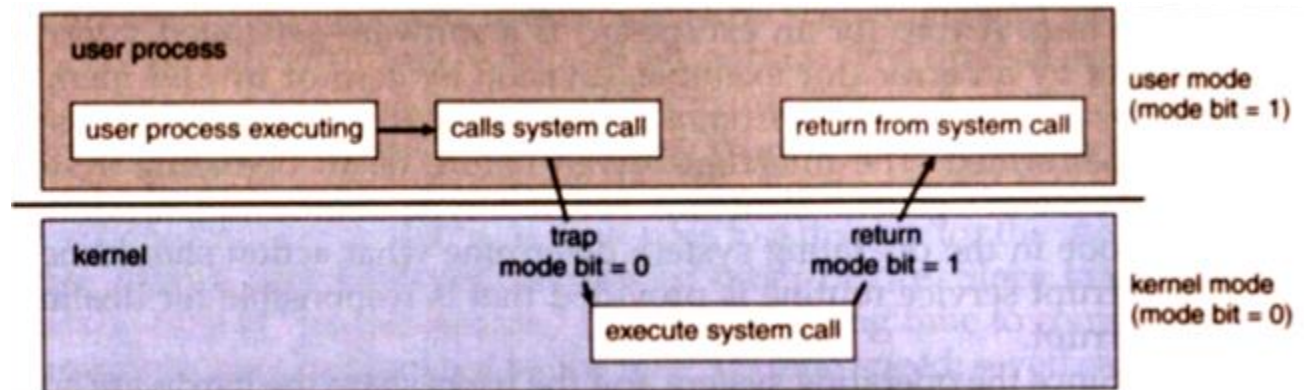 user process
user process executing
calls system call
return from system call
user mode
(mode bit = 1)
kernel
trap
mode bit = 0
return
mode bit = 1
execute system call
kernel mode
(mode bit = 0)